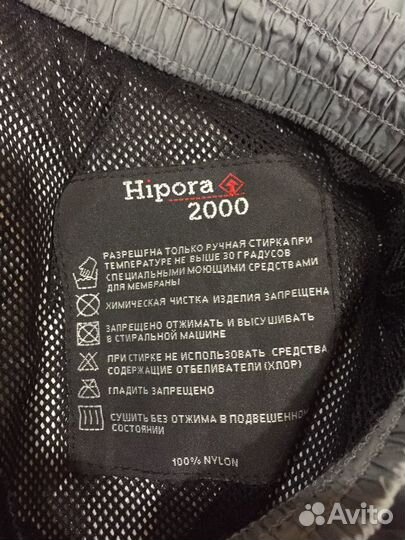 Hipora
2000
РАЗРЕШЕНА ТОЛЬКО РУЧНАЯ СТИРКА ПРИ
ТЕМПЕРАТУРЕ НЕ ВЫШЕ 30 ГРАДУСОВ
СПЕЦИАЛЬНЫМИ МОЮЩИМИ СРЕДСТВАМИ
ДЛЯ МЕМБРАНЫ
ХИМИЧЕСКАЯ ЧИСТКА ИЗДЕЛИЯ ЗАПРЕЩЕНА
ЗАПРЕЩЕНО ОТЖИМАТЬ И ВЫСУШИВАТЬ
В СТИРАЛЬНОЙ МАШИНЕ
ПРИ СТИРКЕ НЕ ИСПОЛЬЗОВАТЬ СРЕДСТВА
СОДЕРЖАЩИЕ ОТБЕЛИВАТЕЛИ (ХЛОР)
ГЛАДИТЬ ЗАПРЕЩЕНО
СУШИТЬ БЕЗ ОТЖИМА В ПОДВЕШЕННОМ
СОСТОЯНИИ
100% NYLON
Avito